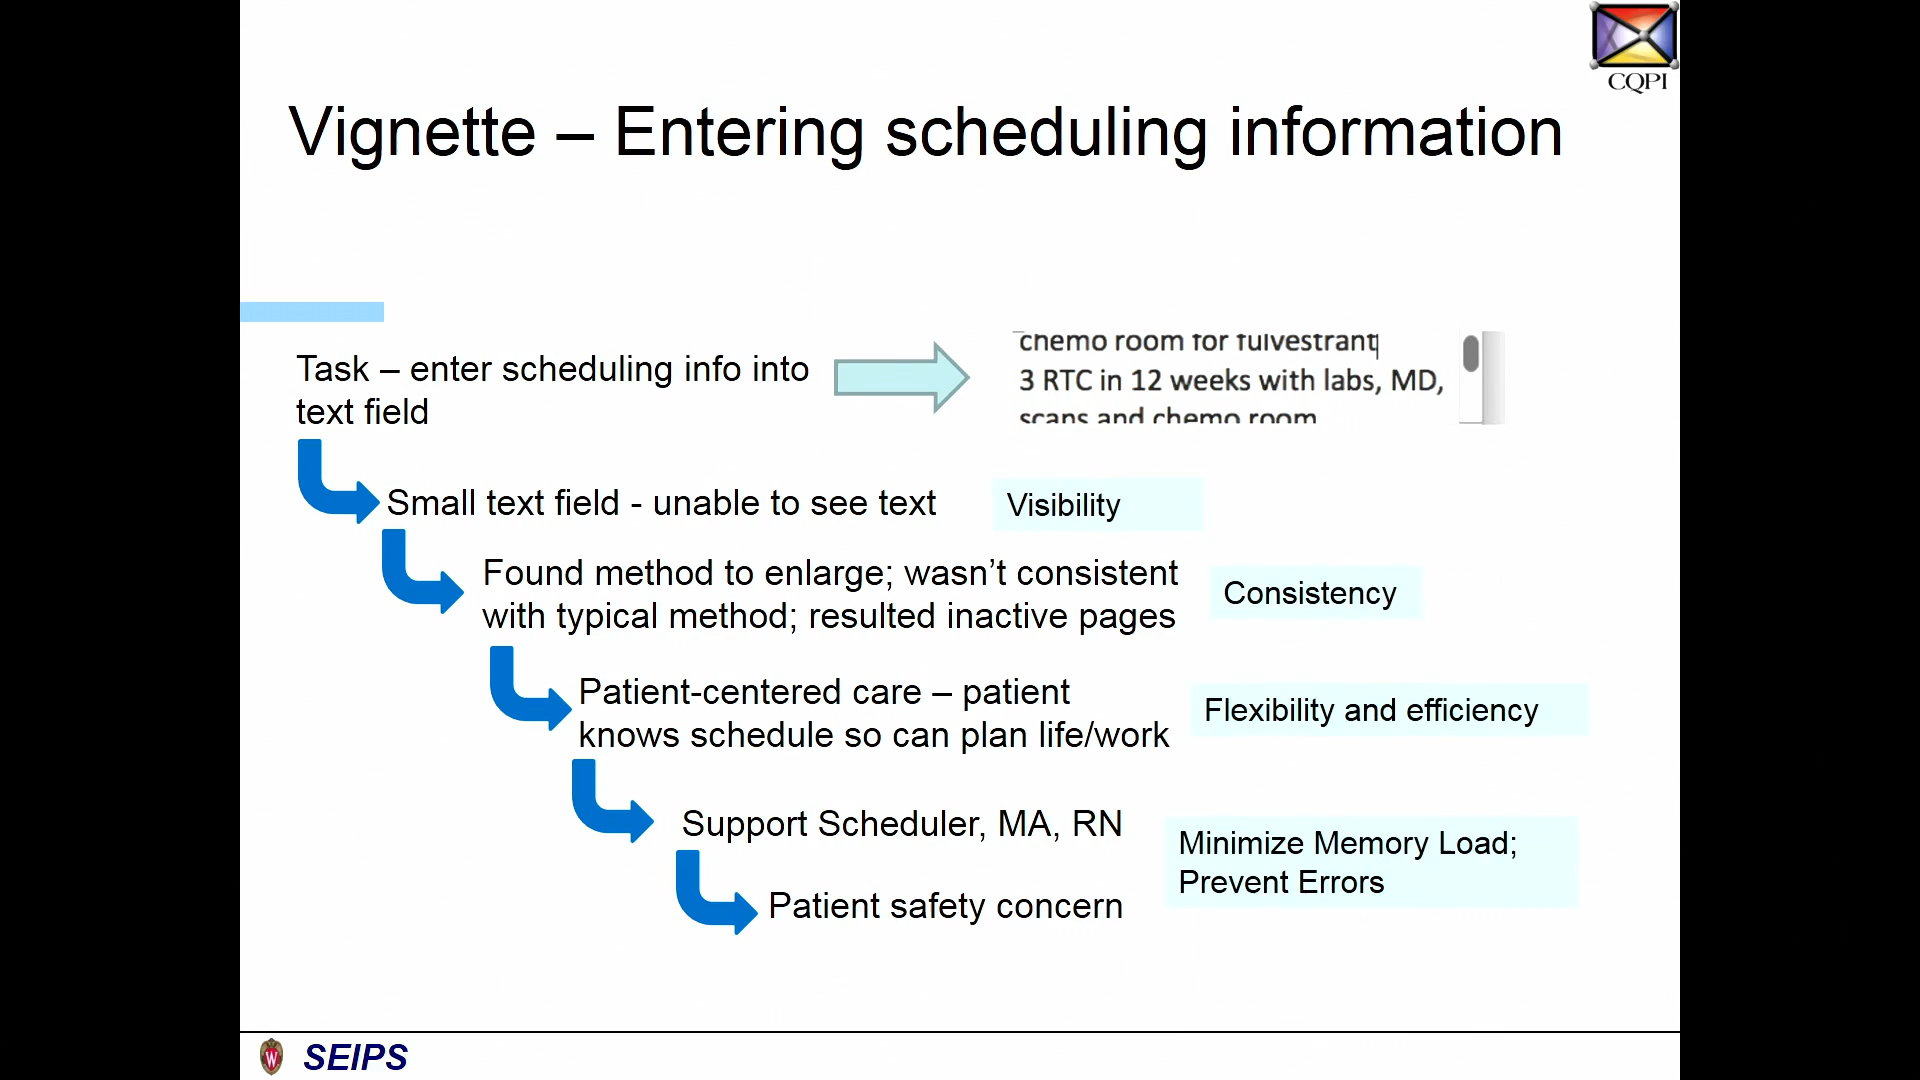 CQPI
Vignette – Entering scheduling information
Task – enter scheduling info into
text field
chemo room for fulvestrant
3 RTC in 12 weeks with labs, MD,
scans and chemo room
Small text field - unable to see text
Visibility
Found method to enlarge; wasn’t consistent
with typical method; resulted inactive pages
Consistency
Patient-centered care – patient
knows schedule so can plan life/work
Flexibility and efficiency
Support Scheduler, MA, RN
Minimize Memory Load;
Prevent Errors
Patient safety concern
W
SEIPS